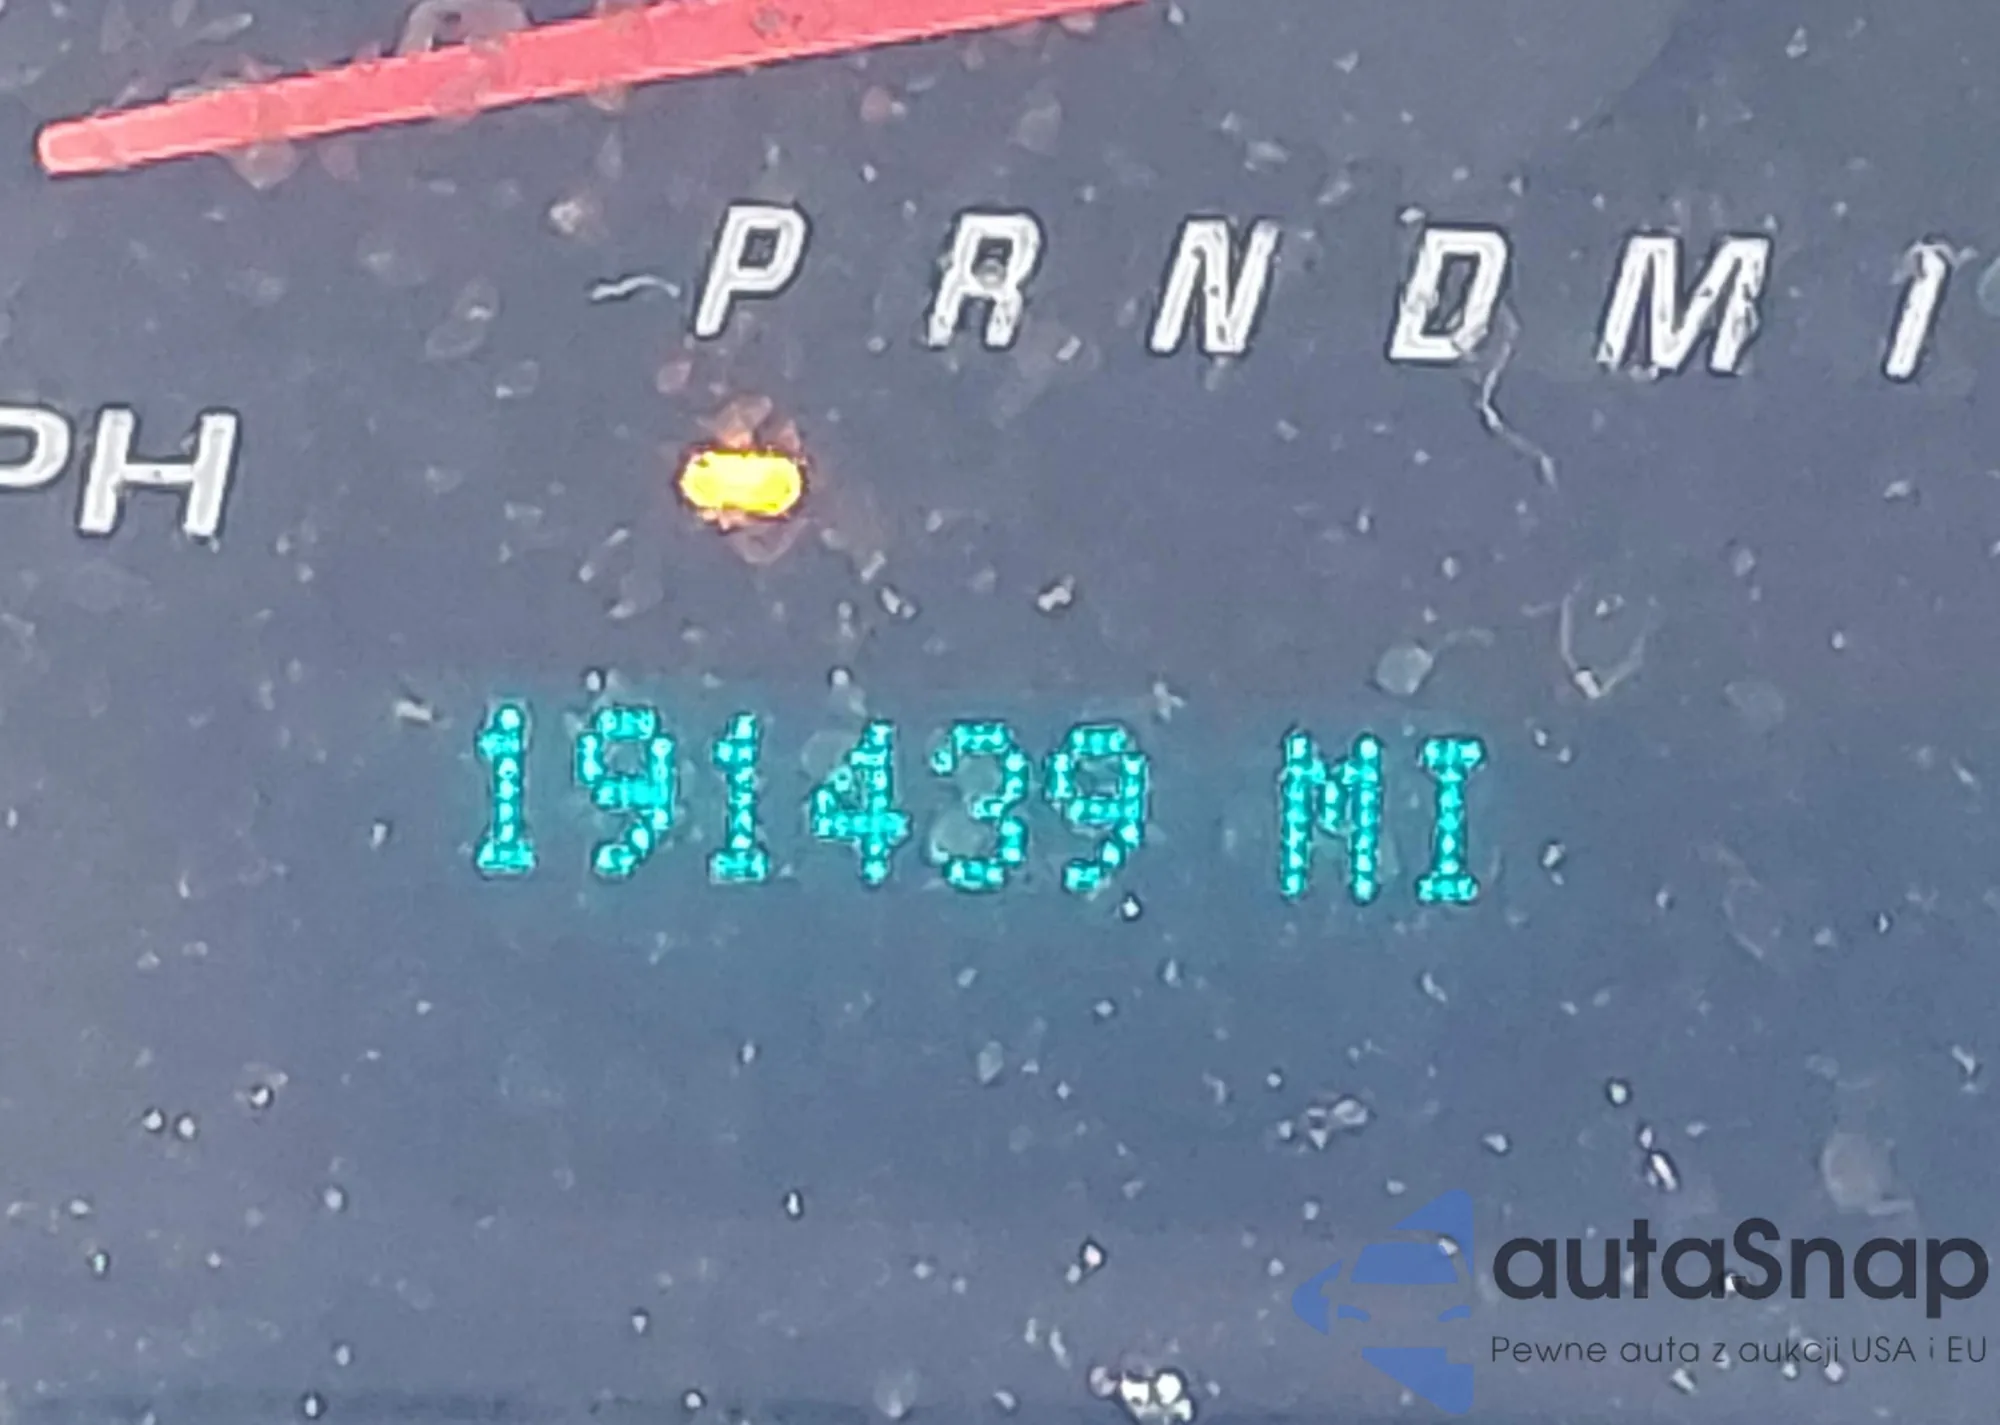 P R N D M I
PH
191439 MI
autaSnap
Pewne auta z aukcji USA i EU